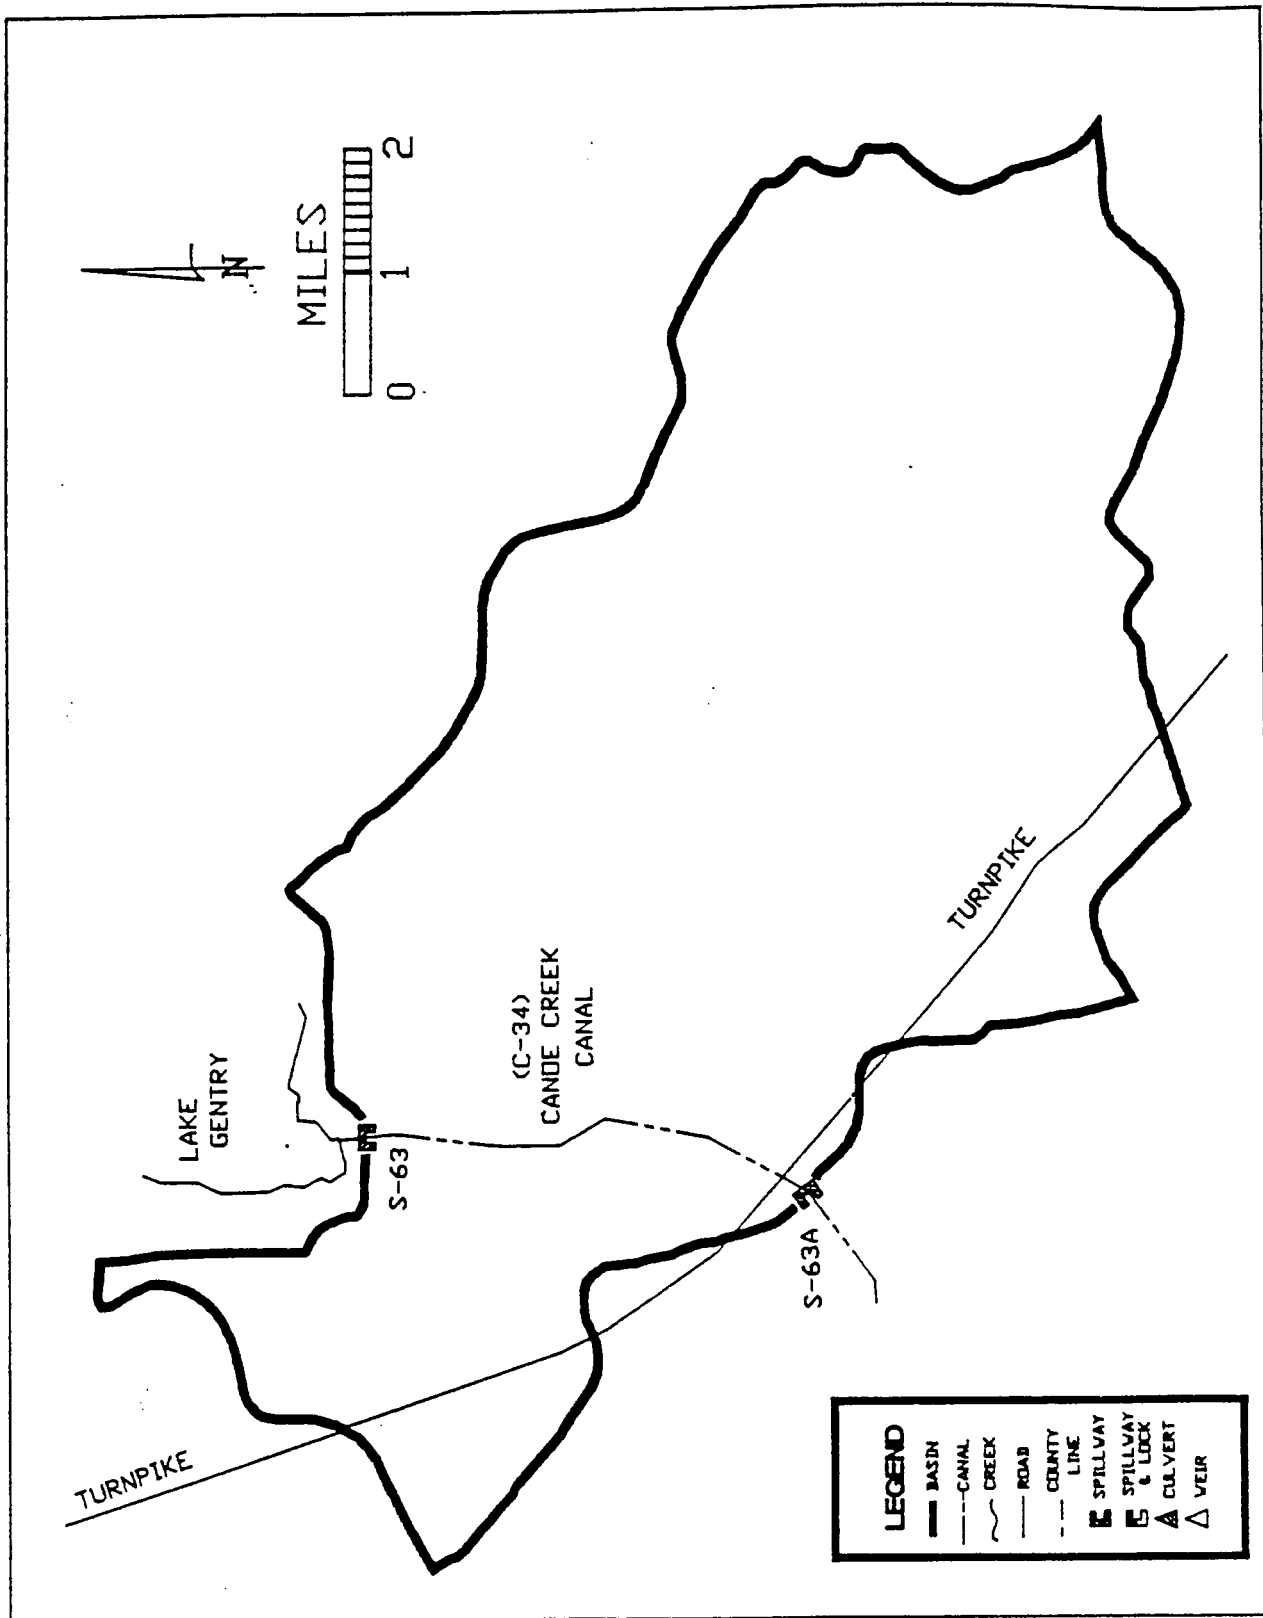 N
MILES
0 1 2
LAKE
GENTRY
S-63
(C-34)
CANOE CREEK
CANAL
TURNPIKE
S-63A
TURNPIKE
LEGEND
BASIN
CANAL
CREEK
ROAD
COUNTY
LINE
SPILLWAY
SPILLWAY
& LOCK
CULVERT
WEIR